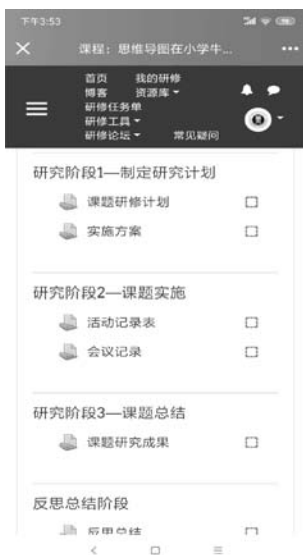 下午3:53
课程：思维导图在小学牛...
首页 我的研修
博客 资源库
研修任务单
研修工具
研修论坛 常见疑问
研究阶段1—制定研究计划
课题研修计划
实施方案
研究阶段2—课题实施
活动记录表
会议记录
研究阶段3—课题总结
课题研究成果
反思总结阶段
反思总结